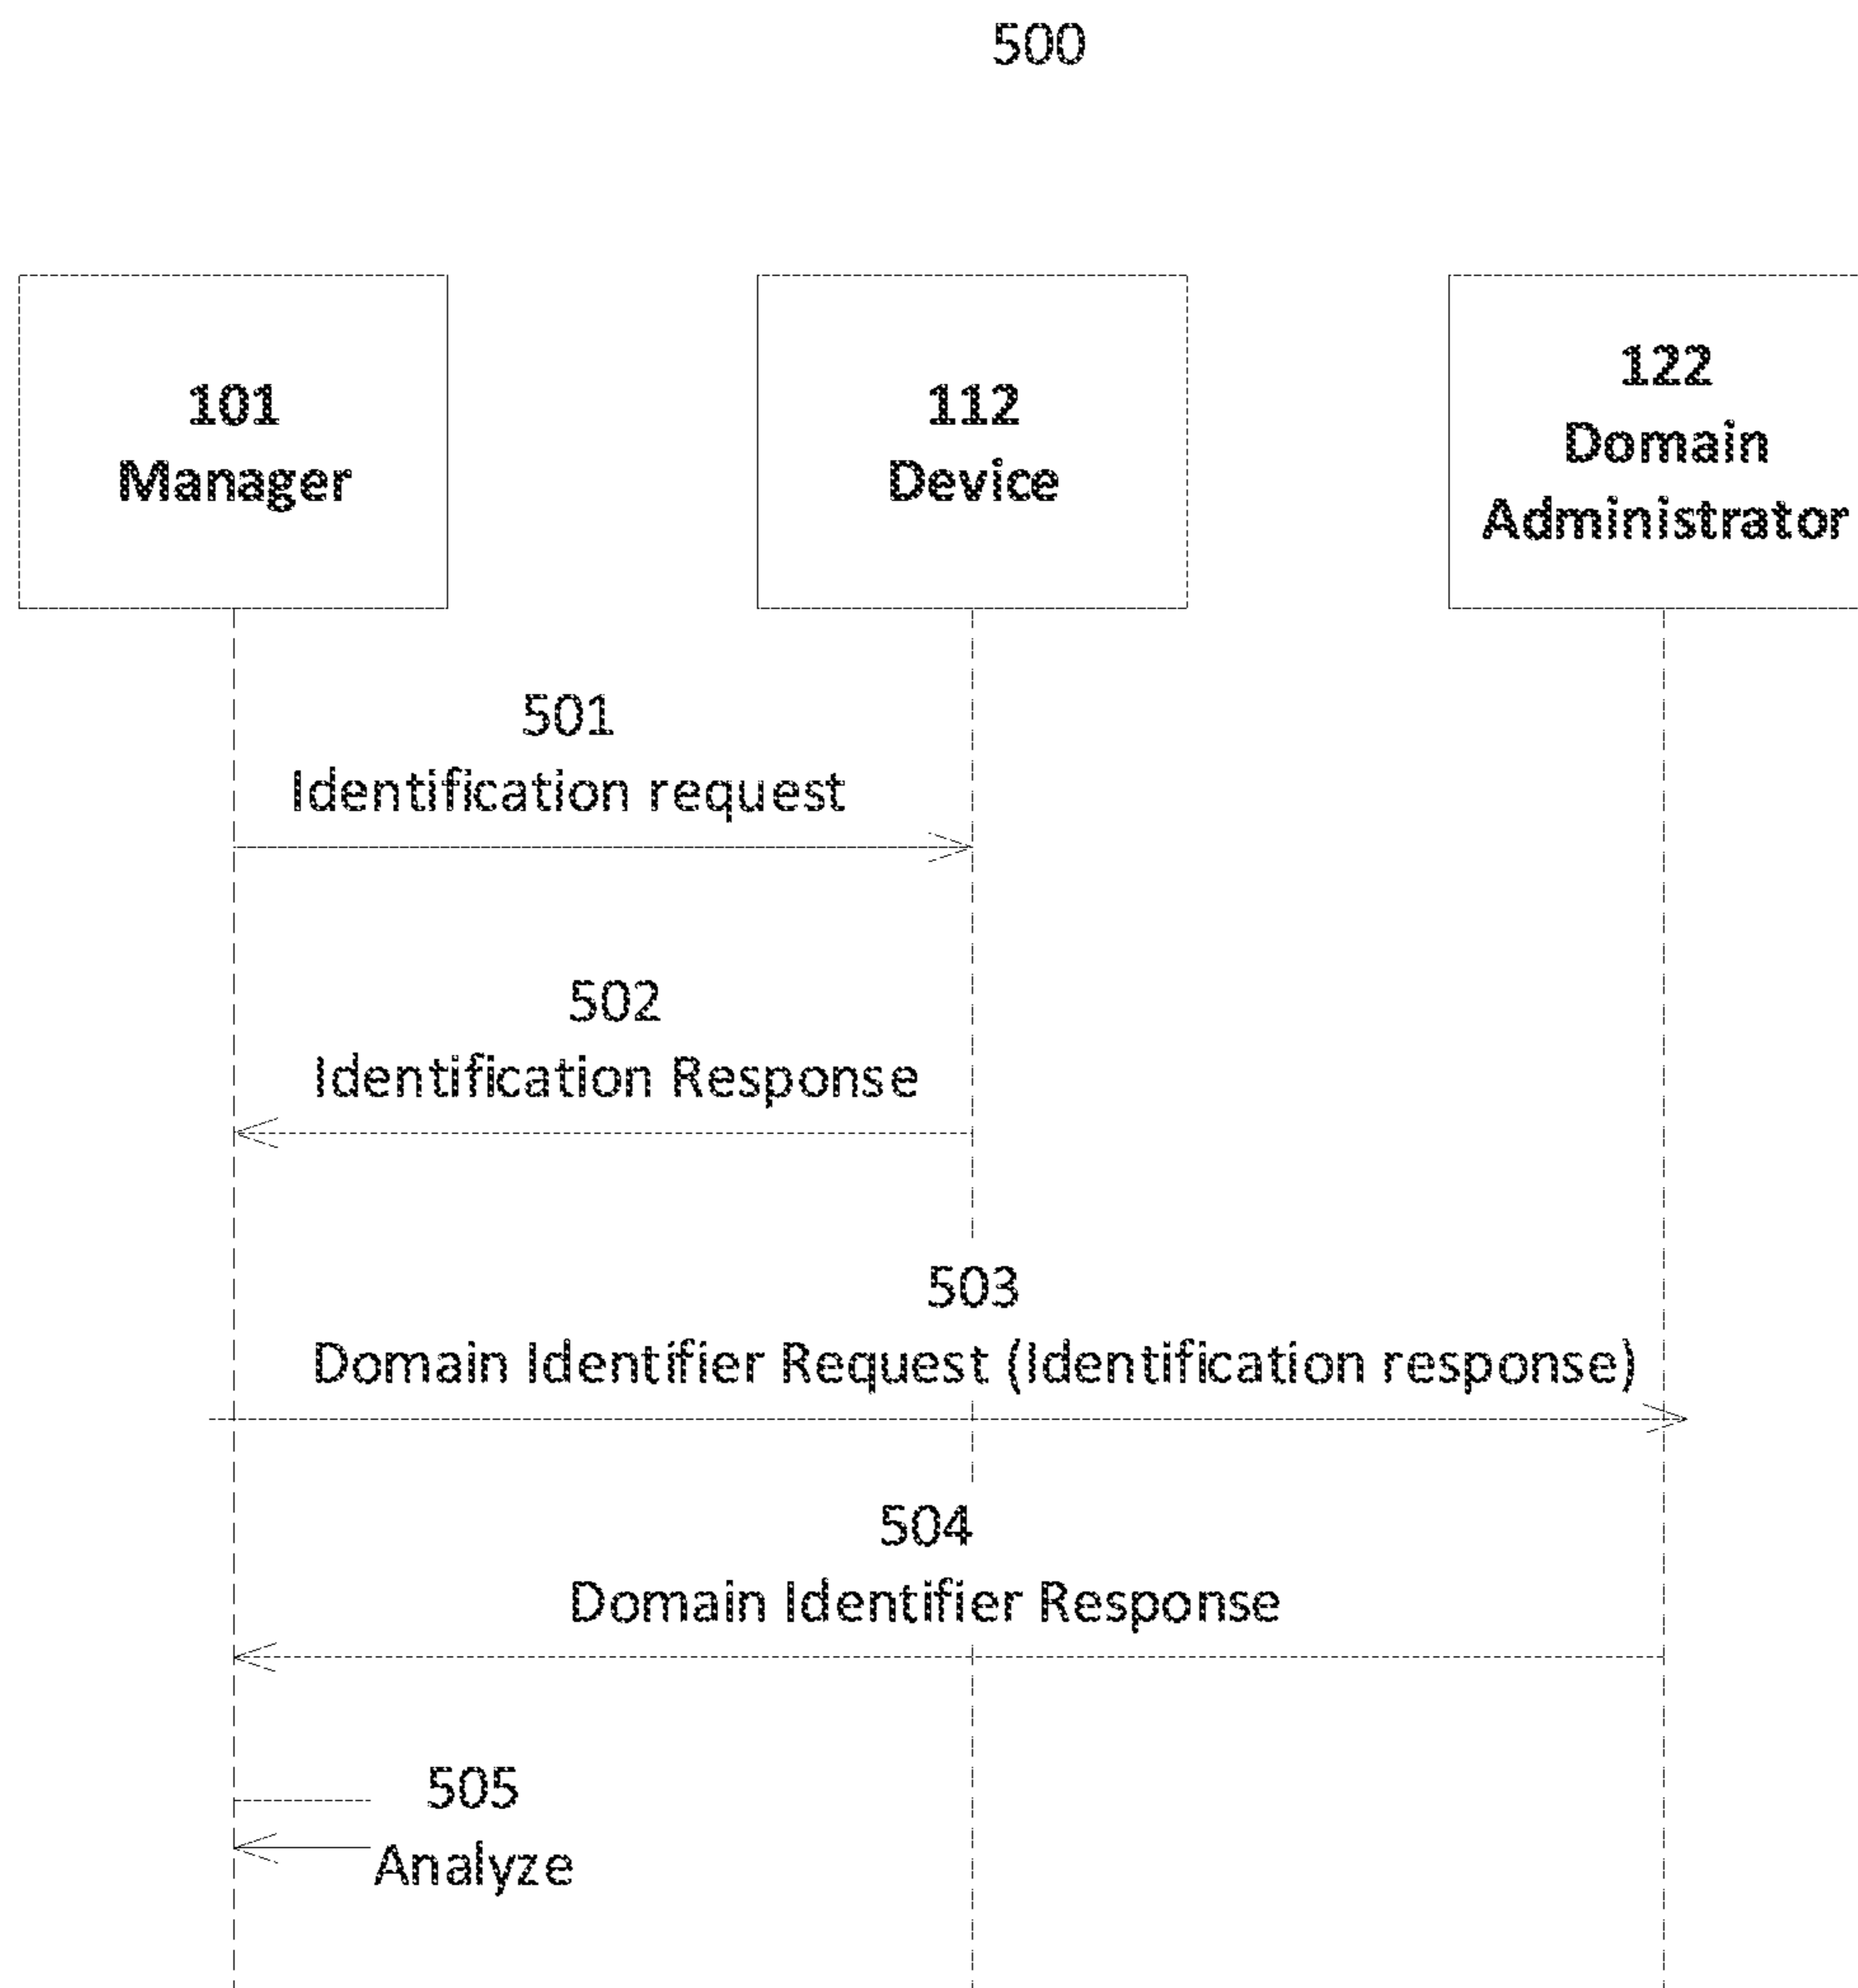 500
101
Manager
112
Device
122
Domain
Administrator
501
Identification request
502
Identification Response
503
Domain Identifier Request (Identification response)
504
Domain Identifier Response
505
Analyze